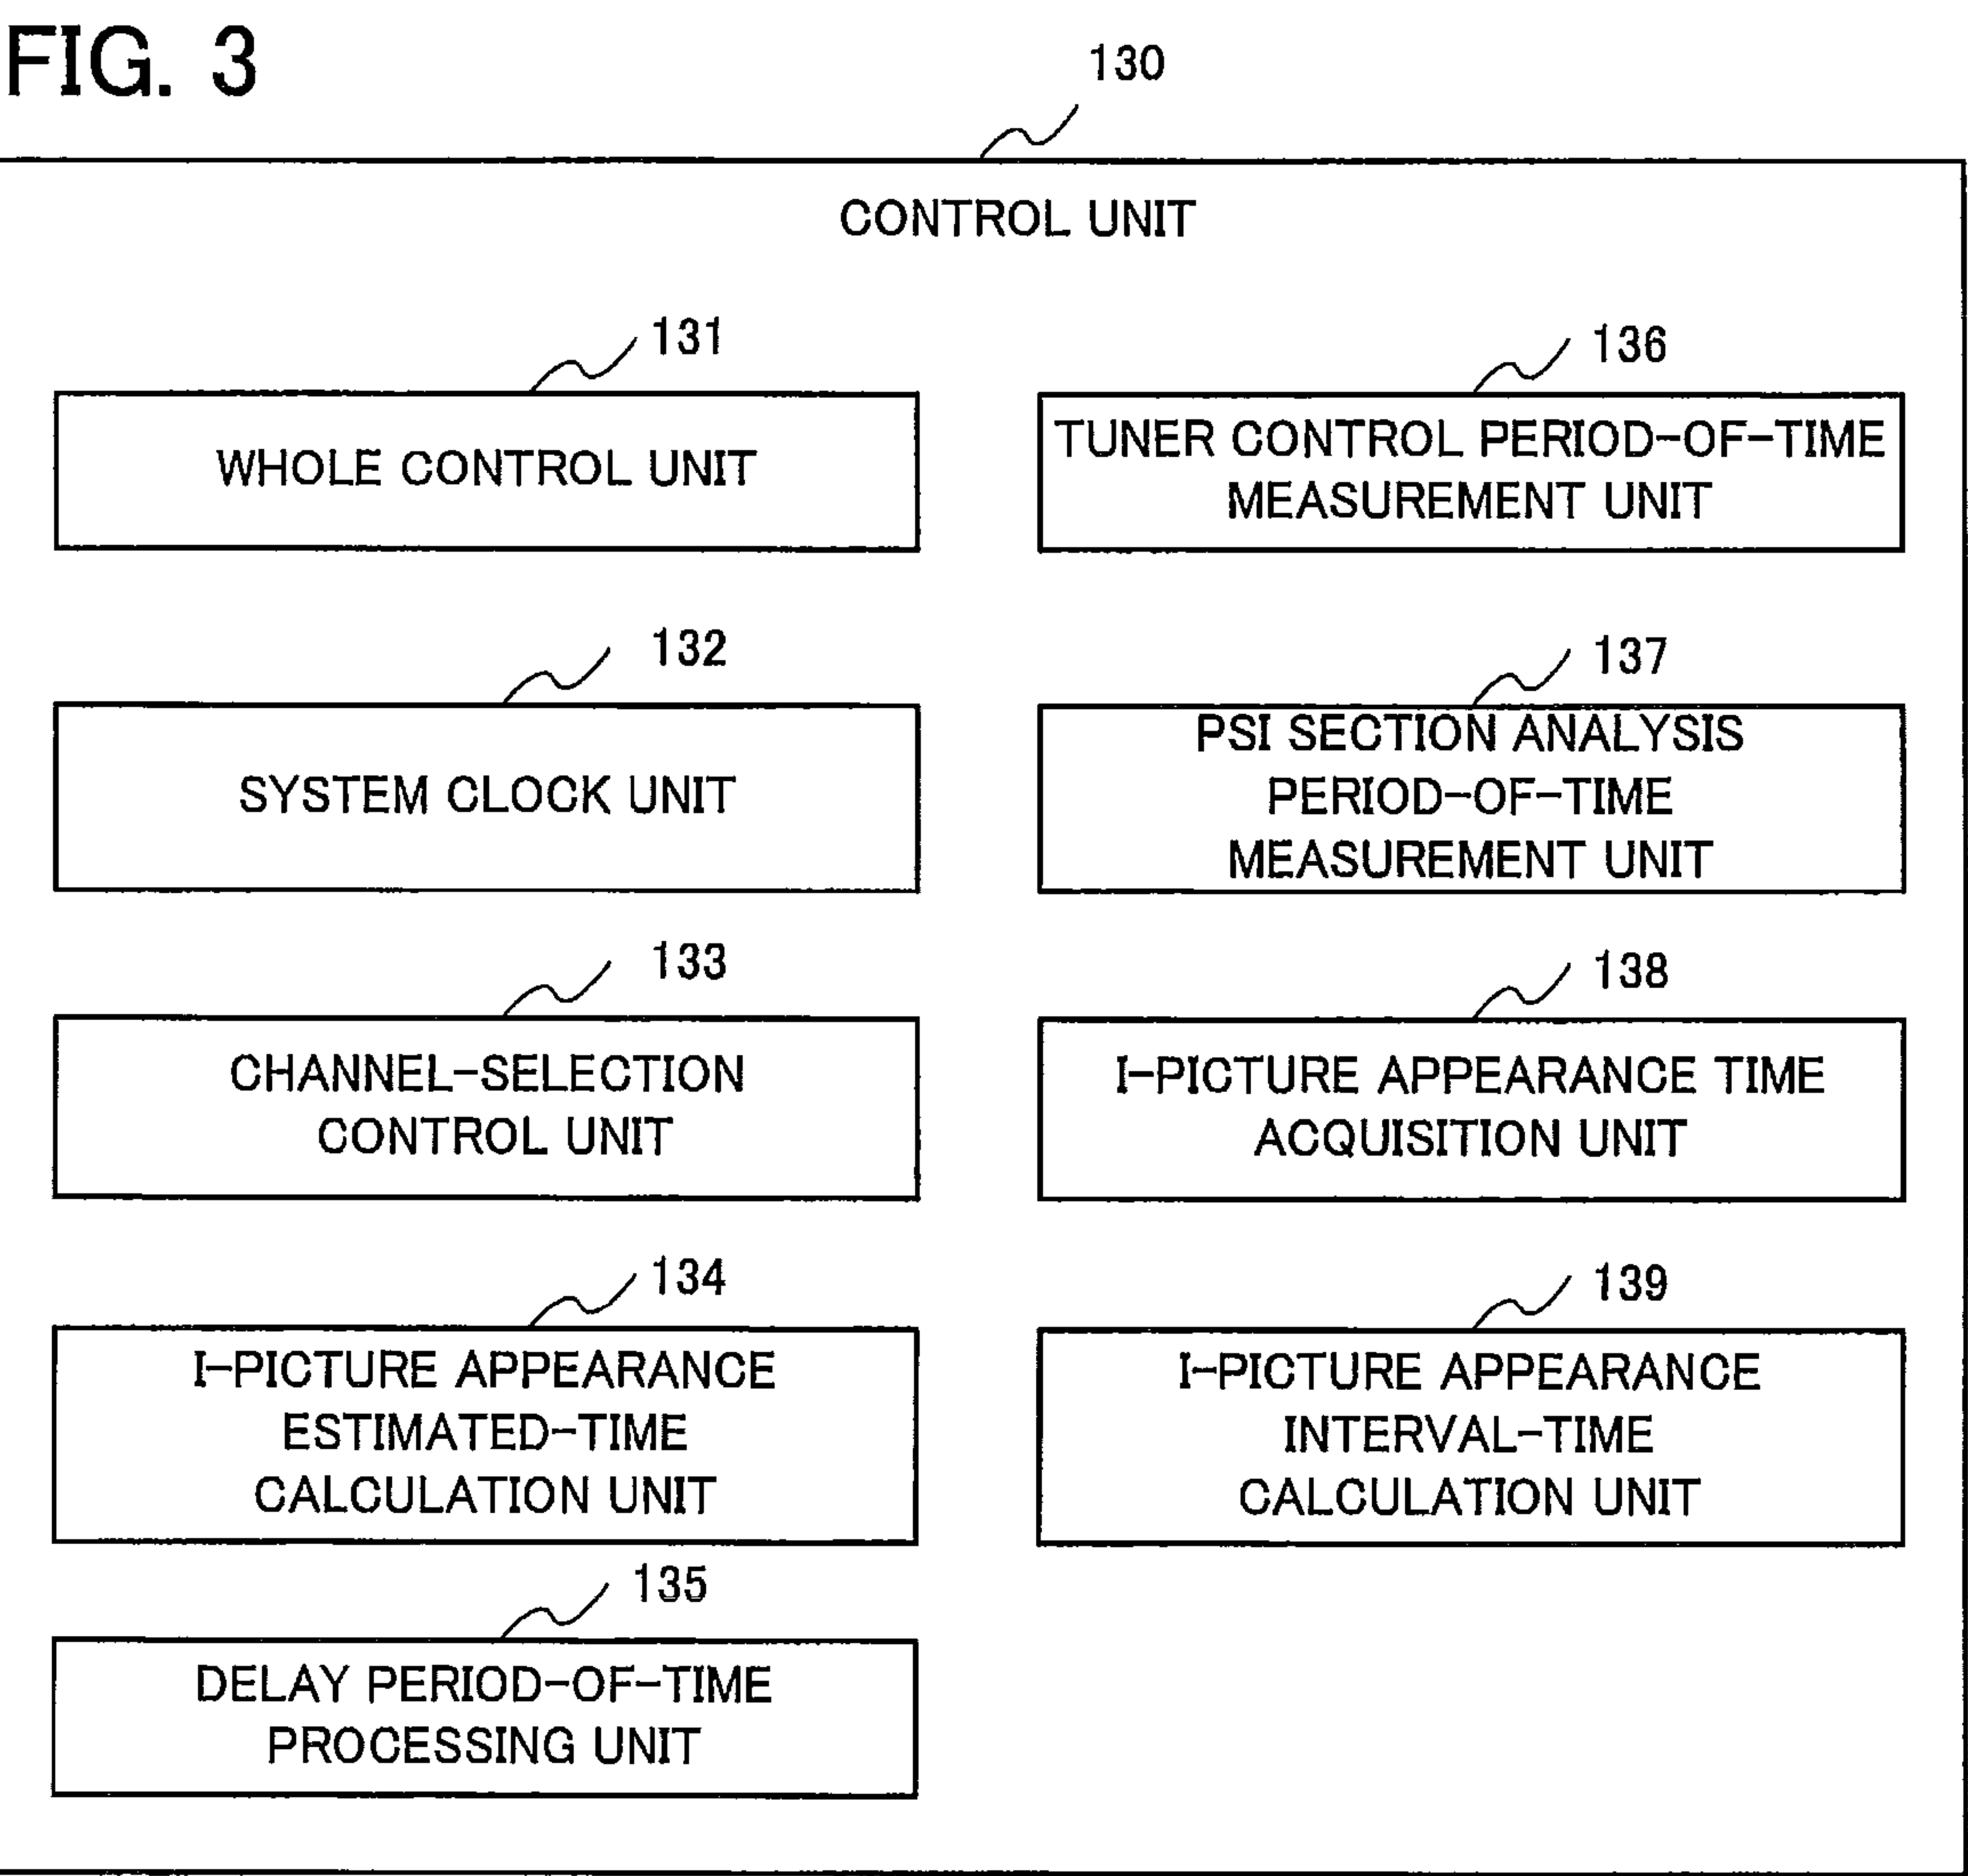 FIG. 3
130
CONTROL UNIT
131
WHOLE CONTROL UNIT
132
SYSTEM CLOCK UNIT
133
CHANNEL-SELECTION
CONTROL UNIT
134
I-PICTURE APPEARANCE
ESTIMATED-TIME
CALCULATION UNIT
135
DELAY PERIOD-OF-TIME
PROCESSING UNIT
136
TUNER CONTROL PERIOD-OF-TIME
MEASUREMENT UNIT
137
PSI SECTION ANALYSIS
PERIOD-OF-TIME
MEASUREMENT UNIT
138
I-PICTURE APPEARANCE TIME
ACQUISITION UNIT
139
I-PICTURE APPEARANCE
INTERVAL-TIME
CALCULATION UNIT